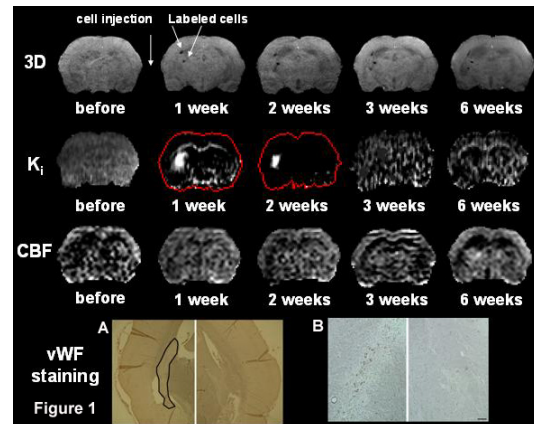 cell injection Labeled cells
3D
before 1 week 2 weeks 3 weeks 6 weeks
Ki
before 1 week 2 weeks 3 weeks 6 weeks
CBF
before 1 week 2 weeks 3 weeks 6 weeks
A B
vWF
staining
Figure 1